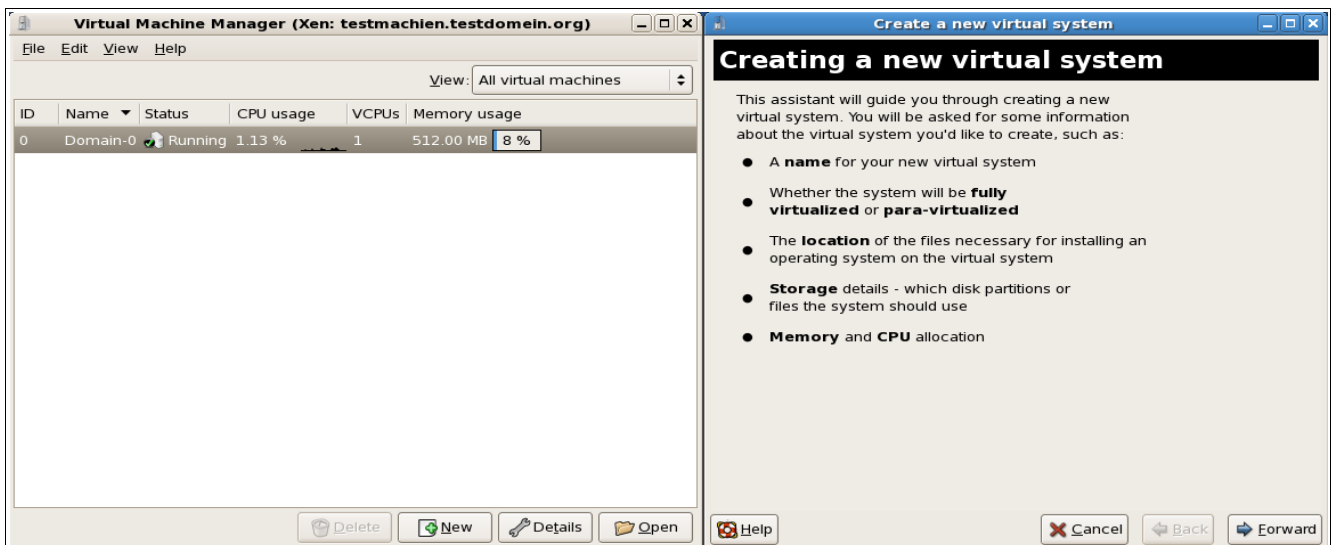 Virtual Machine Manager (Xen: testmachien.testdomein.org)
File Edit View Help
View: All virtual machines
ID Name Status CPU usage VCPUs Memory usage
0 Domain-0 Running 1.13 % 1 512.00 MB 8 %
Delete New Details Open
Create a new virtual system
Creating a new virtual system
This assistant will guide you through creating a new
virtual system. You will be asked for some information
about the virtual system you'd like to create, such as:
● A name for your new virtual system
● Whether the system will be fully
virtualized or para-virtualized
● The location of the files necessary for installing an
operating system on the virtual system
● Storage details - which disk partitions or
files the system should use
● Memory and CPU allocation
Help Cancel Back Forward